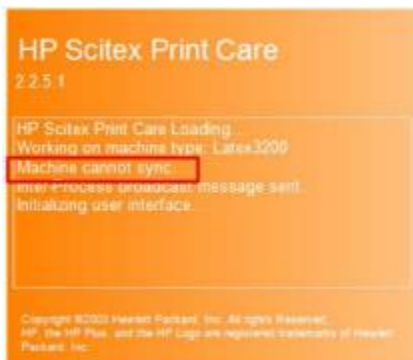 HP Scitex Print Care
2.2.5.1
HP Scitex Print Care Loading...
Working on machine type: Latex3200
Machine cannot sync.
Inter Process broadcast message sent.
Initializing user interface.
Copyright ©2003 Hewlett Packard, Inc. All rights Reserved.
HP, the HP Plus, and the HP Logo are registered trademarks of Hewlett
Packard, Inc.